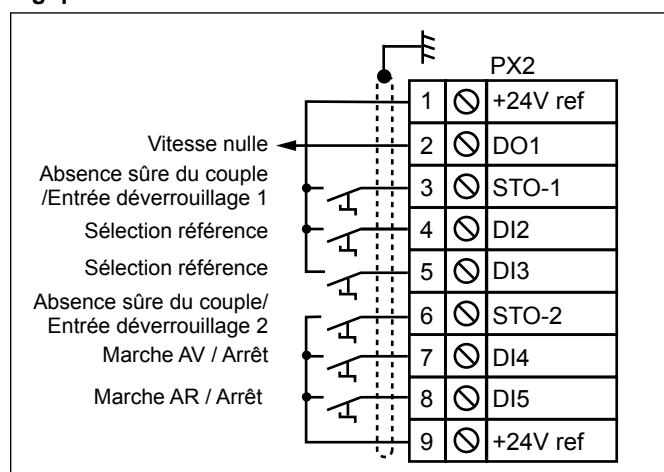 PX2
1 +24V ref
Vitesse nulle 2 DO1
Absence sûre du couple
/Entrée déverrouillage 1 3 STO-1
Sélection référence 4 DI2
Sélection référence 5 DI3
Absence sûre du couple/
Entrée déverrouillage 2 6 STO-2
Marche AV / Arrêt 7 DI4
Marche AR / Arrêt 8 DI5
9 +24V ref